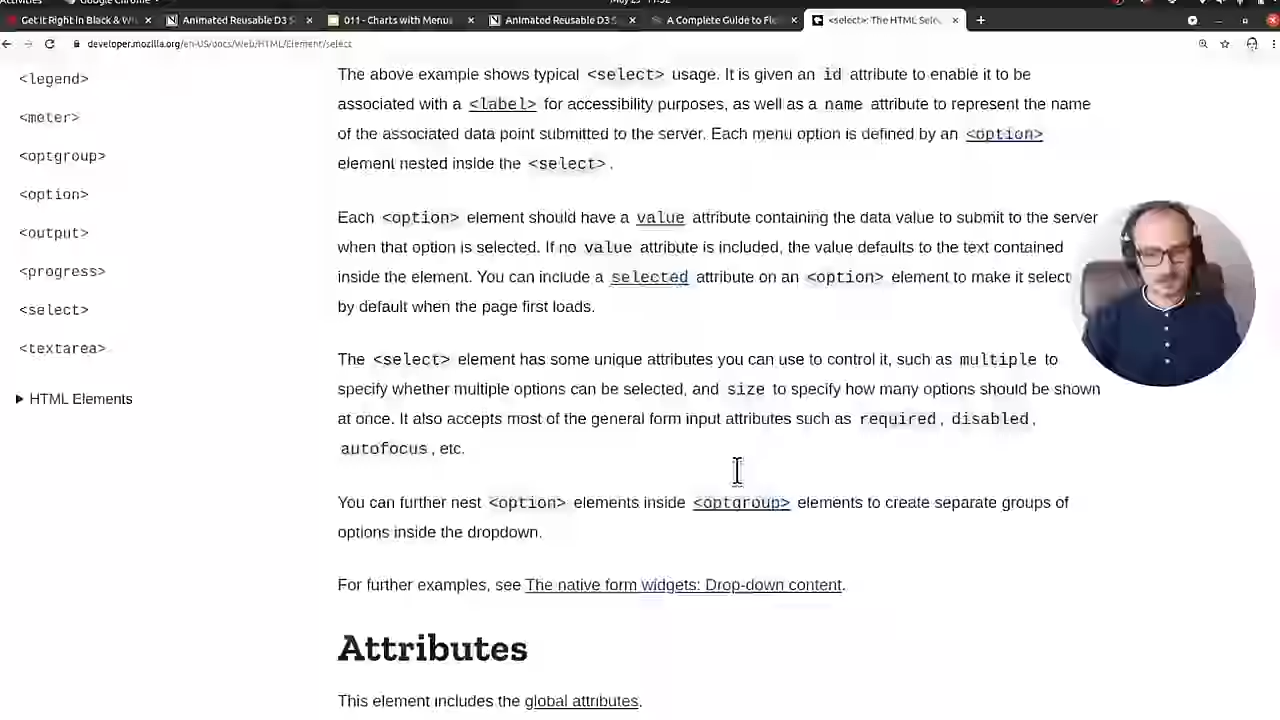 Activities Google Chrome May 25 11:52
Get it Right in Black & W
Animated Reusable D3 S
011 - Charts with Menus
Animated Reusable D3 S
A Complete Guide to Fle
<select>: The HTML Sele
developer.mozilla.org/en-US/docs/Web/HTML/Element/select
<legend>
<meter>
<optgroup>
<option>
<output>
<progress>
<select>
<textarea>
HTML Elements
The above example shows typical <select> usage. It is given an id attribute to enable it to be
associated with a <label> for accessibility purposes, as well as a name attribute to represent the name
of the associated data point submitted to the server. Each menu option is defined by an <option>
element nested inside the <select>.
Each <option> element should have a value attribute containing the data value to submit to the server
when that option is selected. If no value attribute is included, the value defaults to the text contained
inside the element. You can include a selected attribute on an <option> element to make it select
by default when the page first loads.
The <select> element has some unique attributes you can use to control it, such as multiple to
specify whether multiple options can be selected, and size to specify how many options should be shown
at once. It also accepts most of the general form input attributes such as required, disabled,
autofocus, etc.
You can further nest <option> elements inside <optgroup> elements to create separate groups of
options inside the dropdown.
For further examples, see The native form widgets: Drop-down content.
Attributes
This element includes the global attributes.